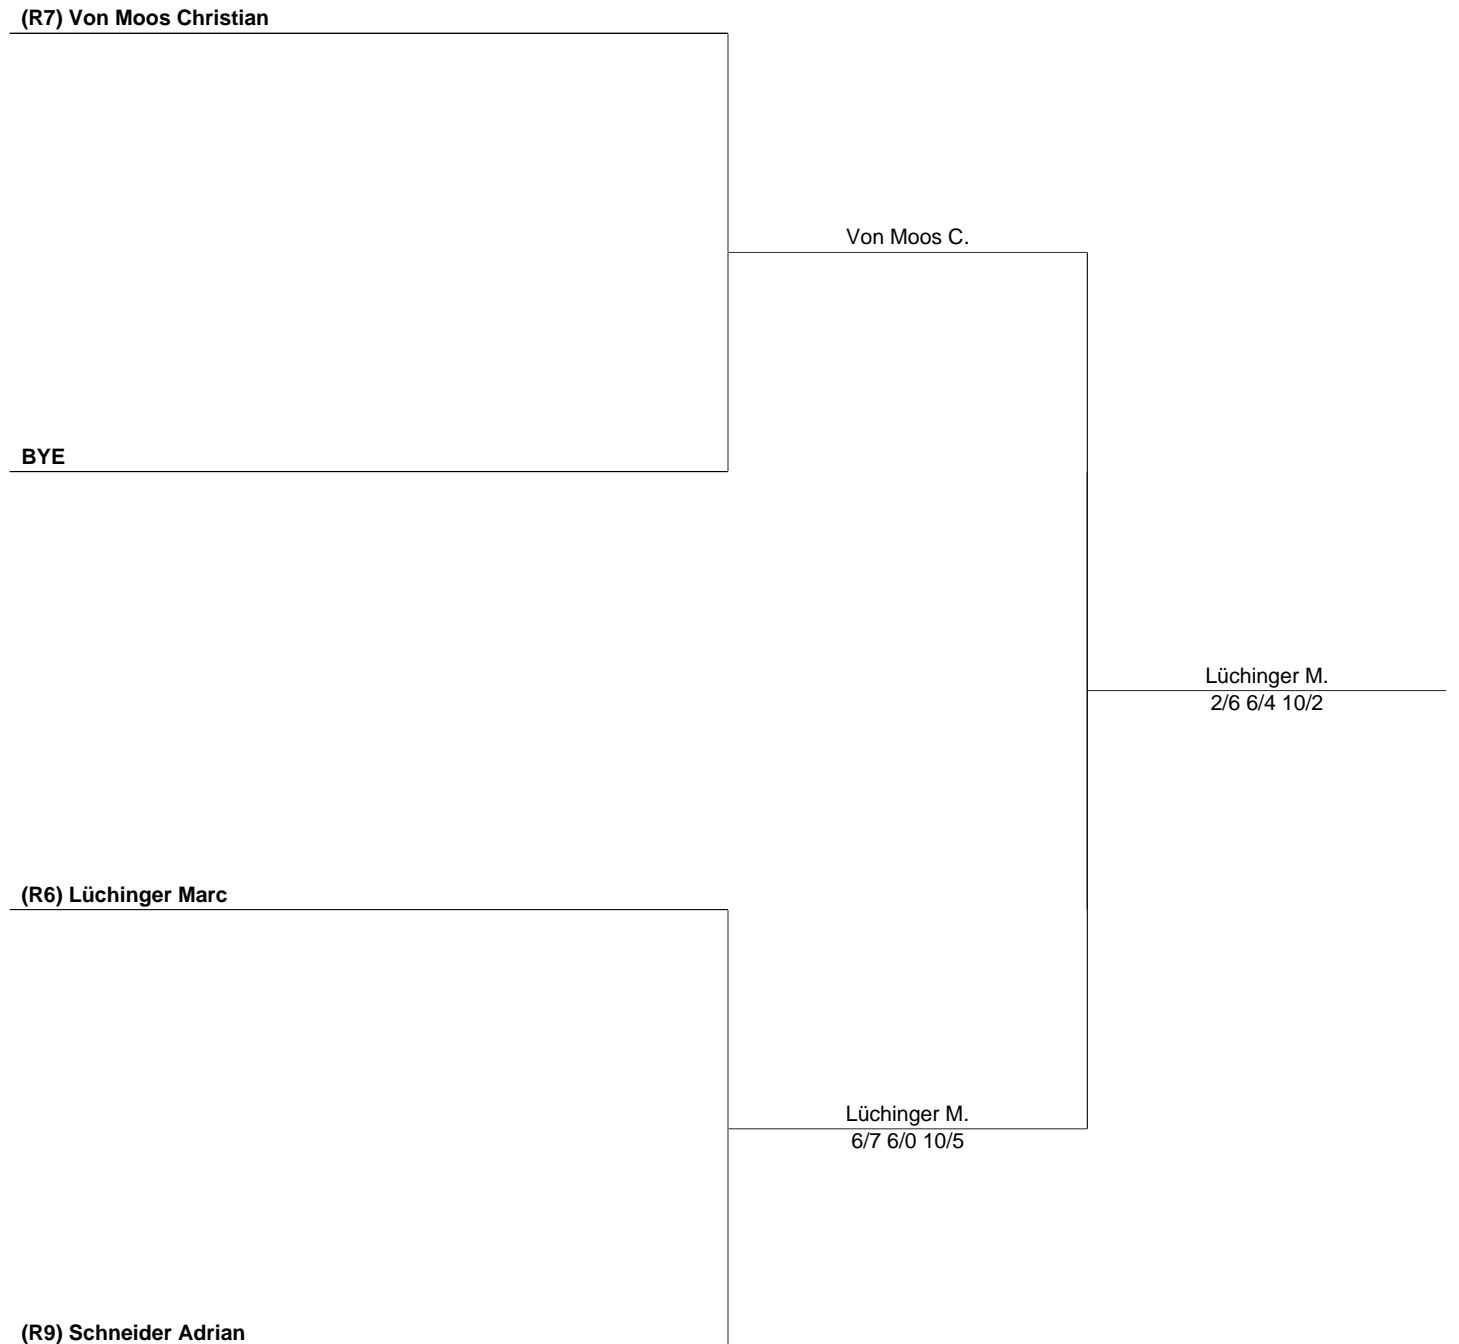 (R7) Von Moos Christian
Von Moos C.
BYE
Lüchinger M.
2/6 6/4 10/2
(R6) Lüchinger Marc
Lüchinger M.
6/7 6/0 10/5
(R9) Schneider Adrian